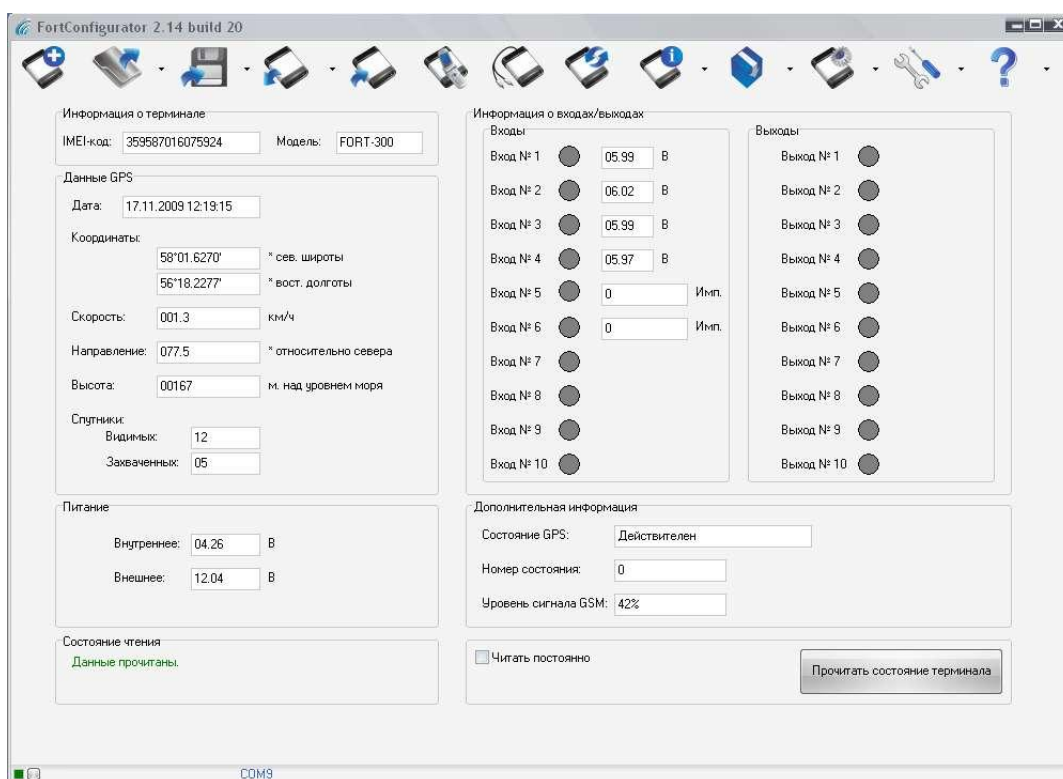 FortConfigurator 2.14 build 20
Информация о терминале
IMEI-код: 359587016075924 Модель: FORT-300
Данные GPS
Дата: 17.11.2009 12:19:15
Координаты:
58°01.6270' ° сев. широты
56°18.2277' ° вост. долготы
Скорость: 001.3 км/ч
Направление: 077.5 ° относительно севера
Высота: 00167 м. над уровнем моря
Спутники:
Видимых: 12
Захваченных: 05
Питание
Внутреннее: 04.26 В
Внешнее: 12.04 В
Состояние чтения
Данные прочитаны.
Информация о входах/выходах
Входы
Вход № 1 05.99 В
Вход № 2 06.02 В
Вход № 3 05.99 В
Вход № 4 05.97 В
Вход № 5 0 Имп.
Вход № 6 0 Имп.
Вход № 7
Вход № 8
Вход № 9
Вход № 10
Выходы
Выход № 1
Выход № 2
Выход № 3
Выход № 4
Выход № 5
Выход № 6
Выход № 7
Выход № 8
Выход № 9
Выход № 10
Дополнительная информация
Состояние GPS: Действителен
Номер состояния: 0
Уровень сигнала GSM: 42%
Читать постоянно
Прочитать состояние терминала
COM9